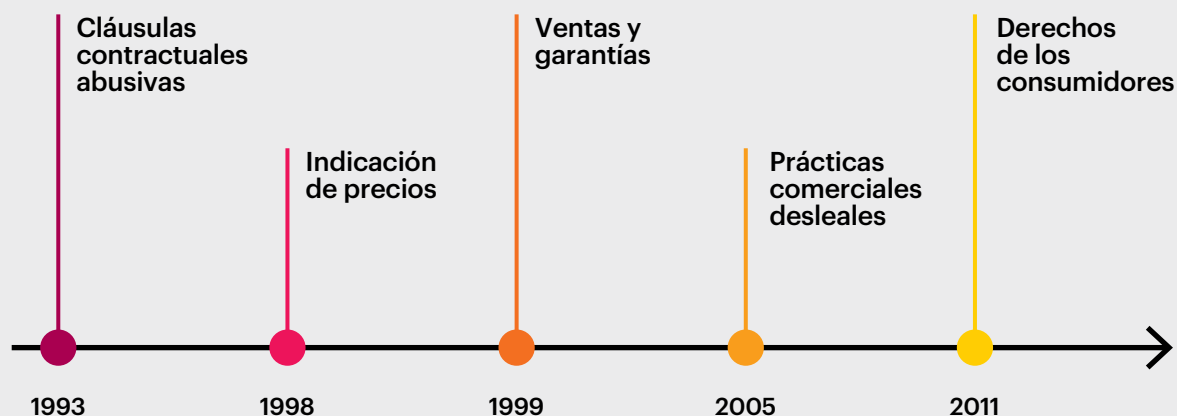 Cláusulas
contractuales
abusivas
Indicación
de precios
Ventas y
garantías
Prácticas
comerciales
desleales
Derechos
de los
consumidores
1993
1998
1999
2005
2011